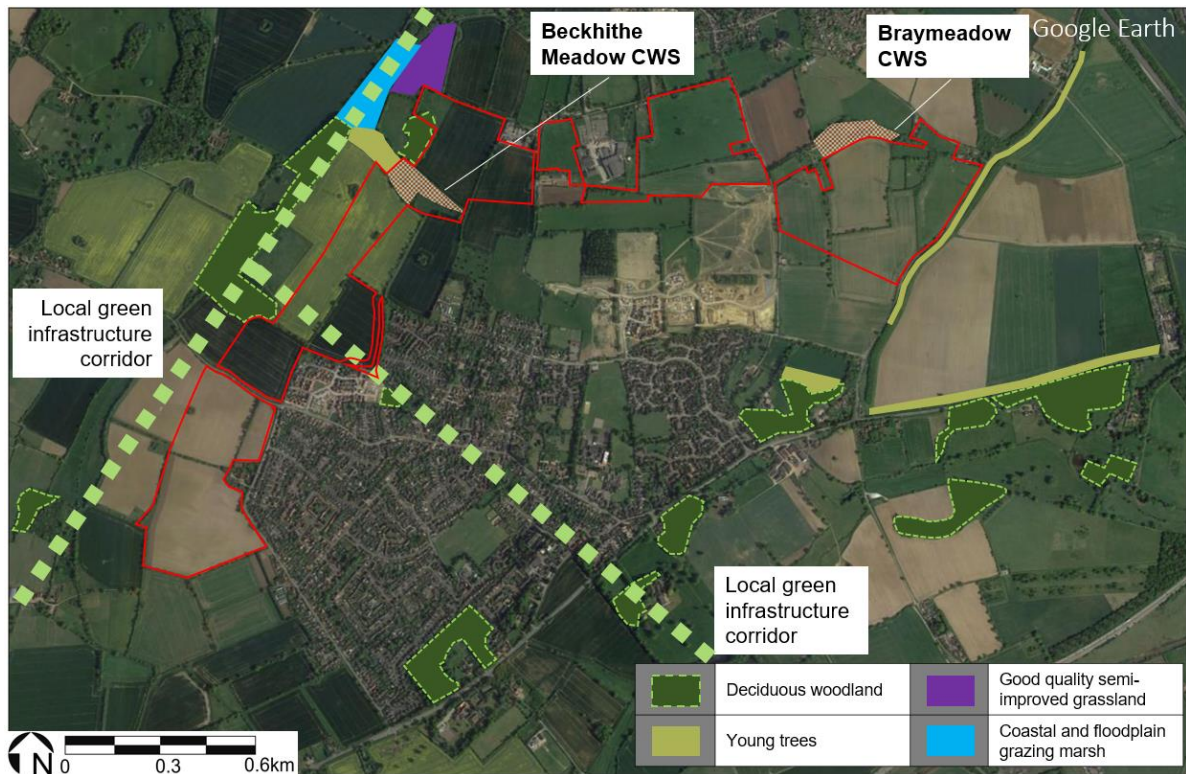 Google Earth
Beckhithe
Meadow CWS
Braymeadow
CWS
Local green
infrastructure
corridor
Local green
infrastructure
corridor
Deciduous woodland
Good quality semi-
improved grassland
Young trees
Coastal and floodplain
grazing marsh
N
0 0.3 0.6km